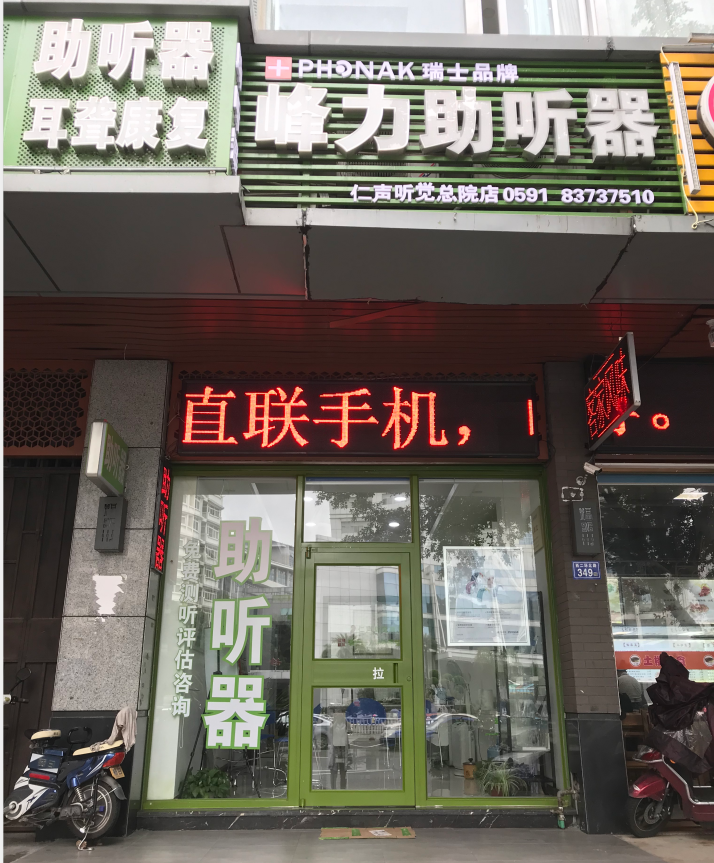 助听器
耳聋康复
PHONAK 瑞士品牌
峰力助听器
仁声听觉总院店 0591 83737510
直联手机，
助听器
免费测听评估咨询
拉
349